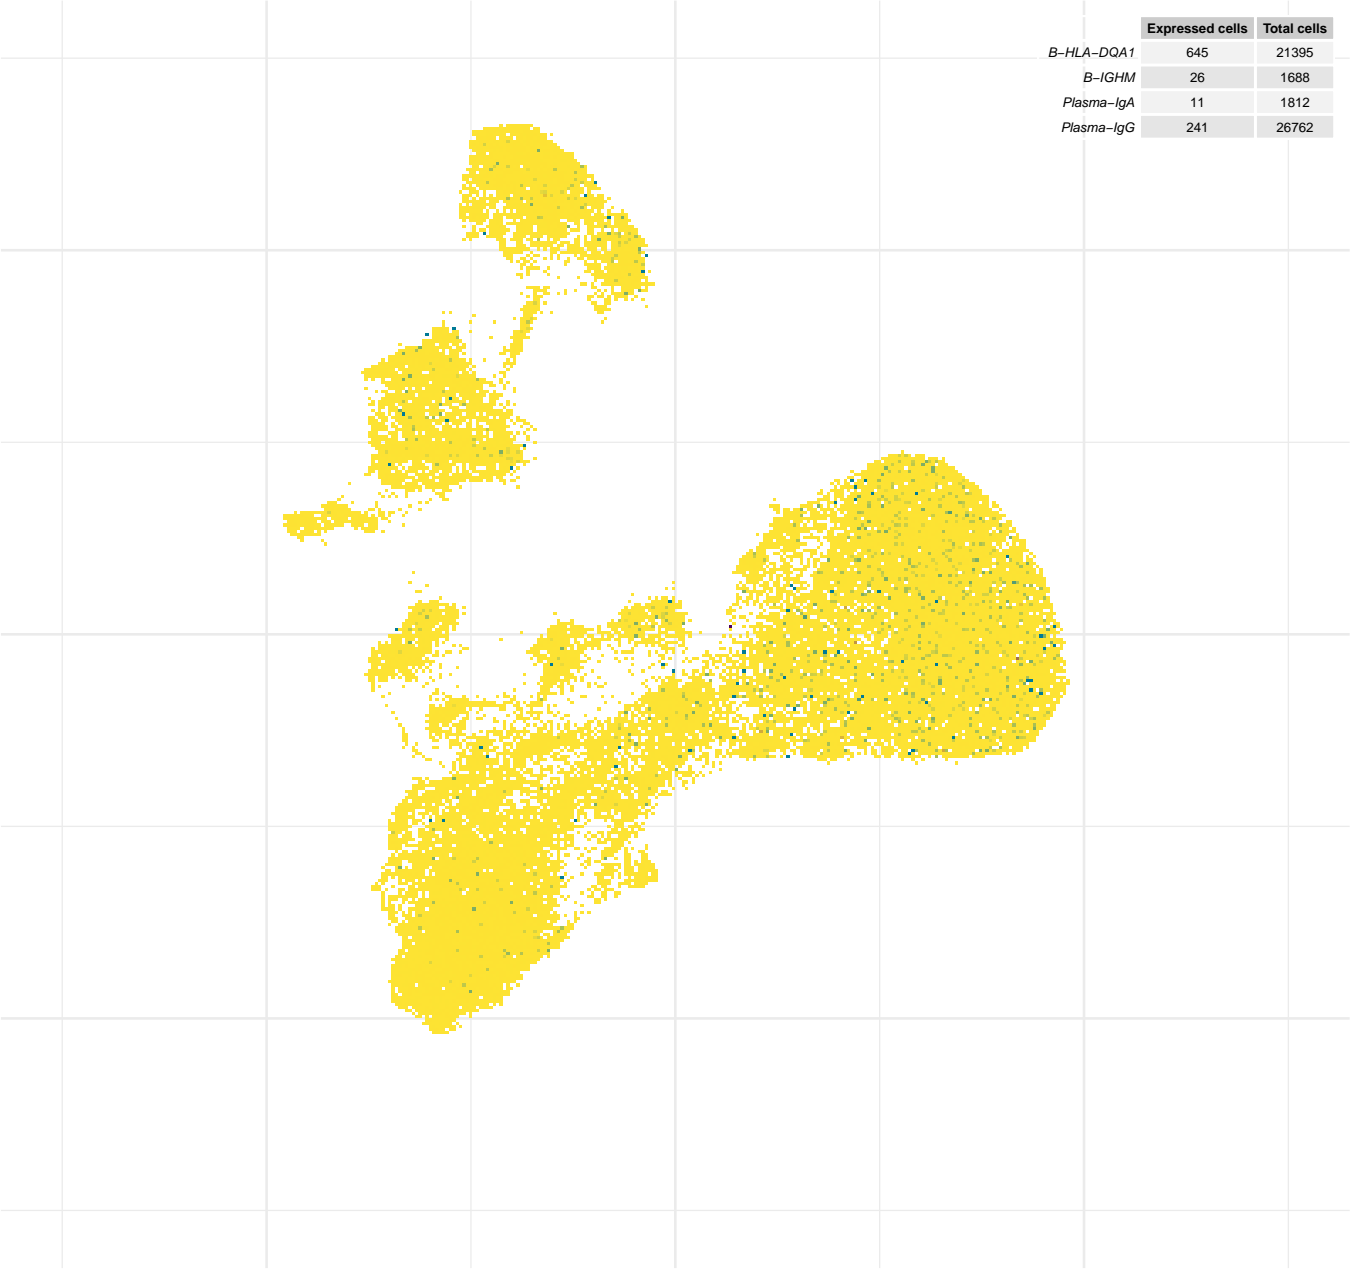 Expressed cells Total cells
B−HLA−DQA1 645 21395
B−IGHM 26 1688
Plasma−IgA 11 1812
Plasma−IgG 241 26762